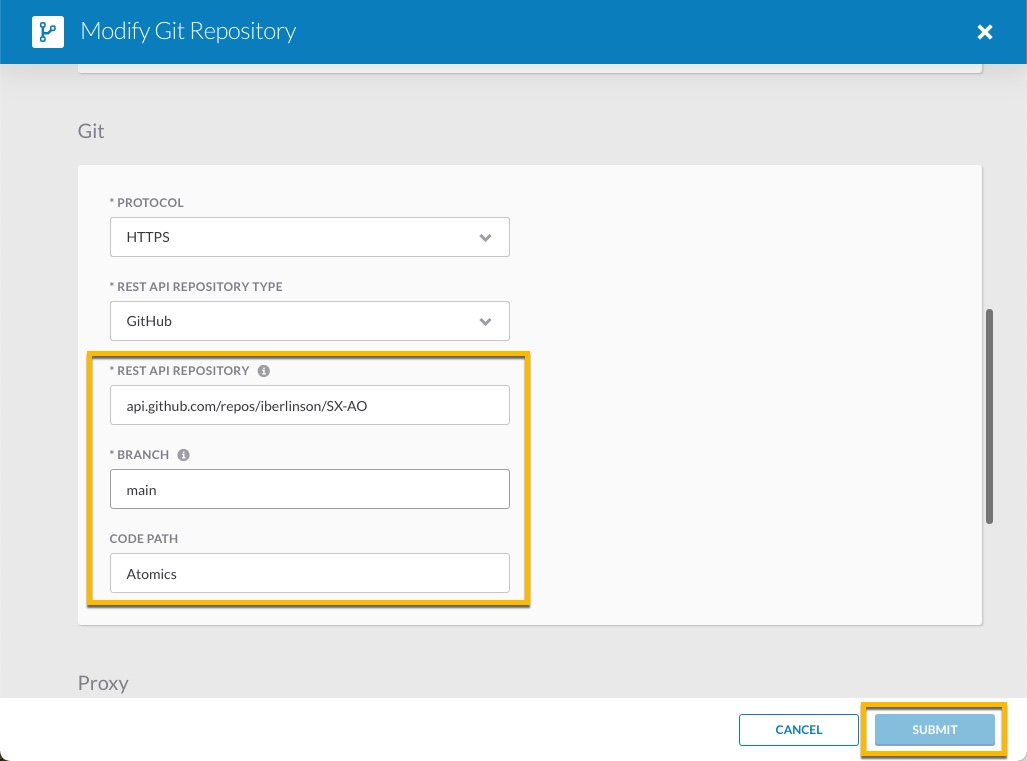 Modify Git Repository
Git
* PROTOCOL
HTTPS
* REST API REPOSITORY TYPE
GitHub
* REST API REPOSITORY
api.github.com/repos/iberlinson/SX-AO
* BRANCH
main
CODE PATH
Atomics
Proxy
CANCEL
SUBMIT